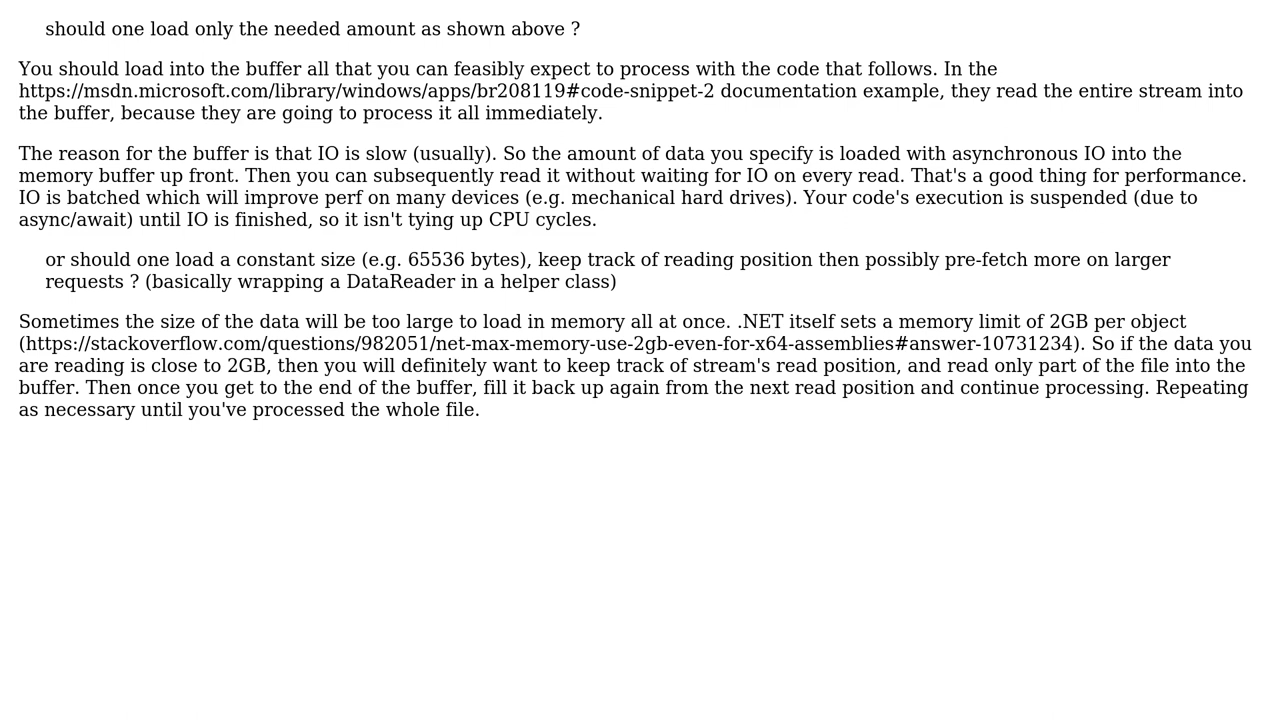 should one load only the needed amount as shown above ?
You should load into the buffer all that you can feasibly expect to process with the code that follows. In the
https://msdn.microsoft.com/library/windows/apps/br208119#code-snippet-2 documentation example, they read the entire stream into
the buffer, because they are going to process it all immediately.
The reason for the buffer is that IO is slow (usually). So the amount of data you specify is loaded with asynchronous IO into the
memory buffer up front. Then you can subsequently read it without waiting for IO on every read. That's a good thing for performance.
IO is batched which will improve perf on many devices (e.g. mechanical hard drives). Your code's execution is suspended (due to
async/await) until IO is finished, so it isn't tying up CPU cycles.
or should one load a constant size (e.g. 65536 bytes), keep track of reading position then possibly pre-fetch more on larger
requests ? (basically wrapping a DataReader in a helper class)
Sometimes the size of the data will be too large to load in memory all at once. .NET itself sets a memory limit of 2GB per object
(https://stackoverflow.com/questions/982051/net-max-memory-use-2gb-even-for-x64-assemblies#answer-10731234). So if the data you
are reading is close to 2GB, then you will definitely want to keep track of stream's read position, and read only part of the file into the
buffer. Then once you get to the end of the buffer, fill it back up again from the next read position and continue processing. Repeating
as necessary until you've processed the whole file.